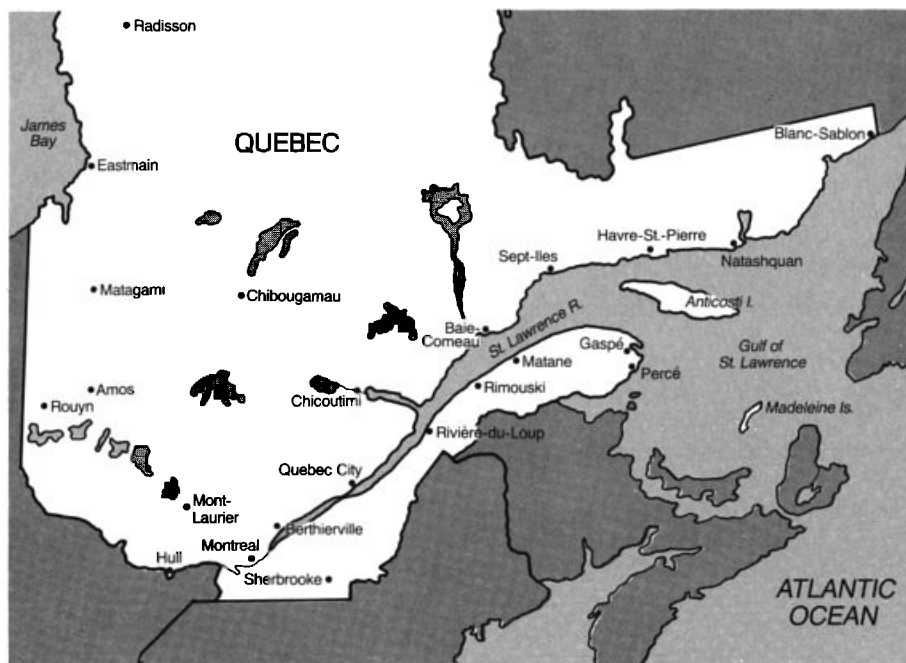 Radisson
James
Bay
QUEBEC
Blanc-Sablon
Eastmain
Havre-St.-Pierre
Natashquan
Sept-Iles
Matagami
Chibougamau
Anticosti I.
Baie-
Comeau
St. Lawrence R.
Gaspé
Gulf of
St. Lawrence
Matane
Percé
Amos
Rimouski
Chicoutimi
Rouyn
Madeleine Is.
Rivière-du-Loup
Quebec City
Mont-
Laurier
Berthierville
Montreal
Hull
Sherbrooke
ATLANTIC
OCEAN